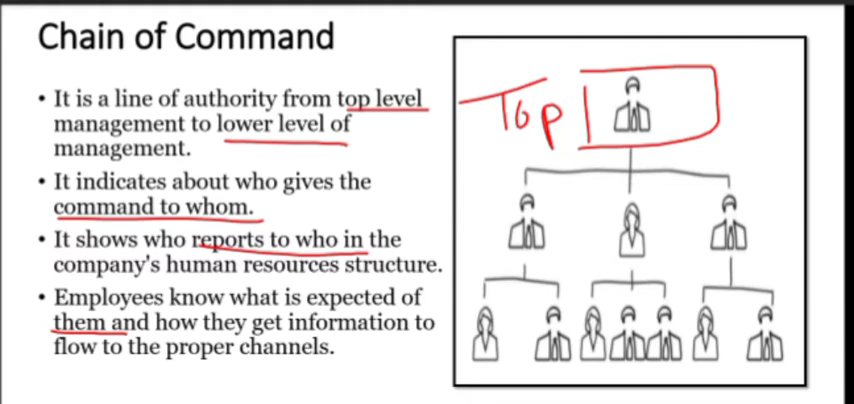 Chain of Command
• It is a line of authority from top level
management to lower level of
management.
• It indicates about who gives the
command to whom.
• It shows who reports to who in the
company's human resources structure.
• Employees know what is expected of
them and how they get information to
flow to the proper channels.
Top